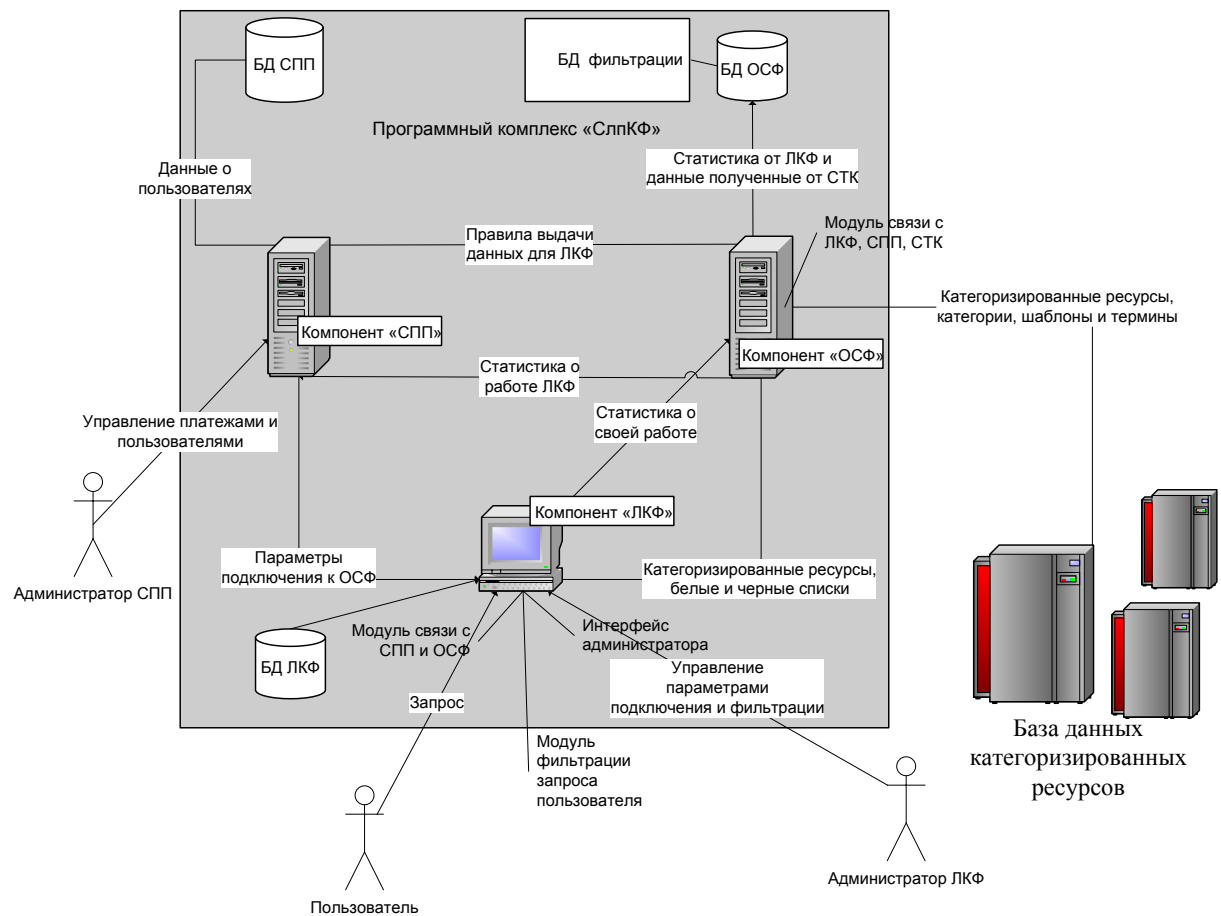 БД СПП
БД фильтрации
БД ОСФ
Программный комплекс «СлпКФ»
Данные о
пользователях
Статистика от ЛКФ и
данные полученные от СТК
Правила выдачи
данных для ЛКФ
Модуль связи с
ЛКФ, СПП, СТК
Категоризированные ресурсы,
категории, шаблоны и термины
Компонент «СПП»
Компонент «ОСФ»
Статистика о
работе ЛКФ
Управление платежами и
пользователями
Статистика о
своей работе
Компонент «ЛКФ»
Администратор СПП
Параметры
подключения к ОСФ
Категоризированные ресурсы,
белые и черные списки
БД ЛКФ
Модуль связи с
СПП и ОСФ
Интерфейс
администратора
Управление
параметрами
подключения и фильтрации
Запрос
База данных
категоризированных
ресурсов
Модуль
фильтрации
запроса
пользователя
Администратор ЛКФ
Пользователь